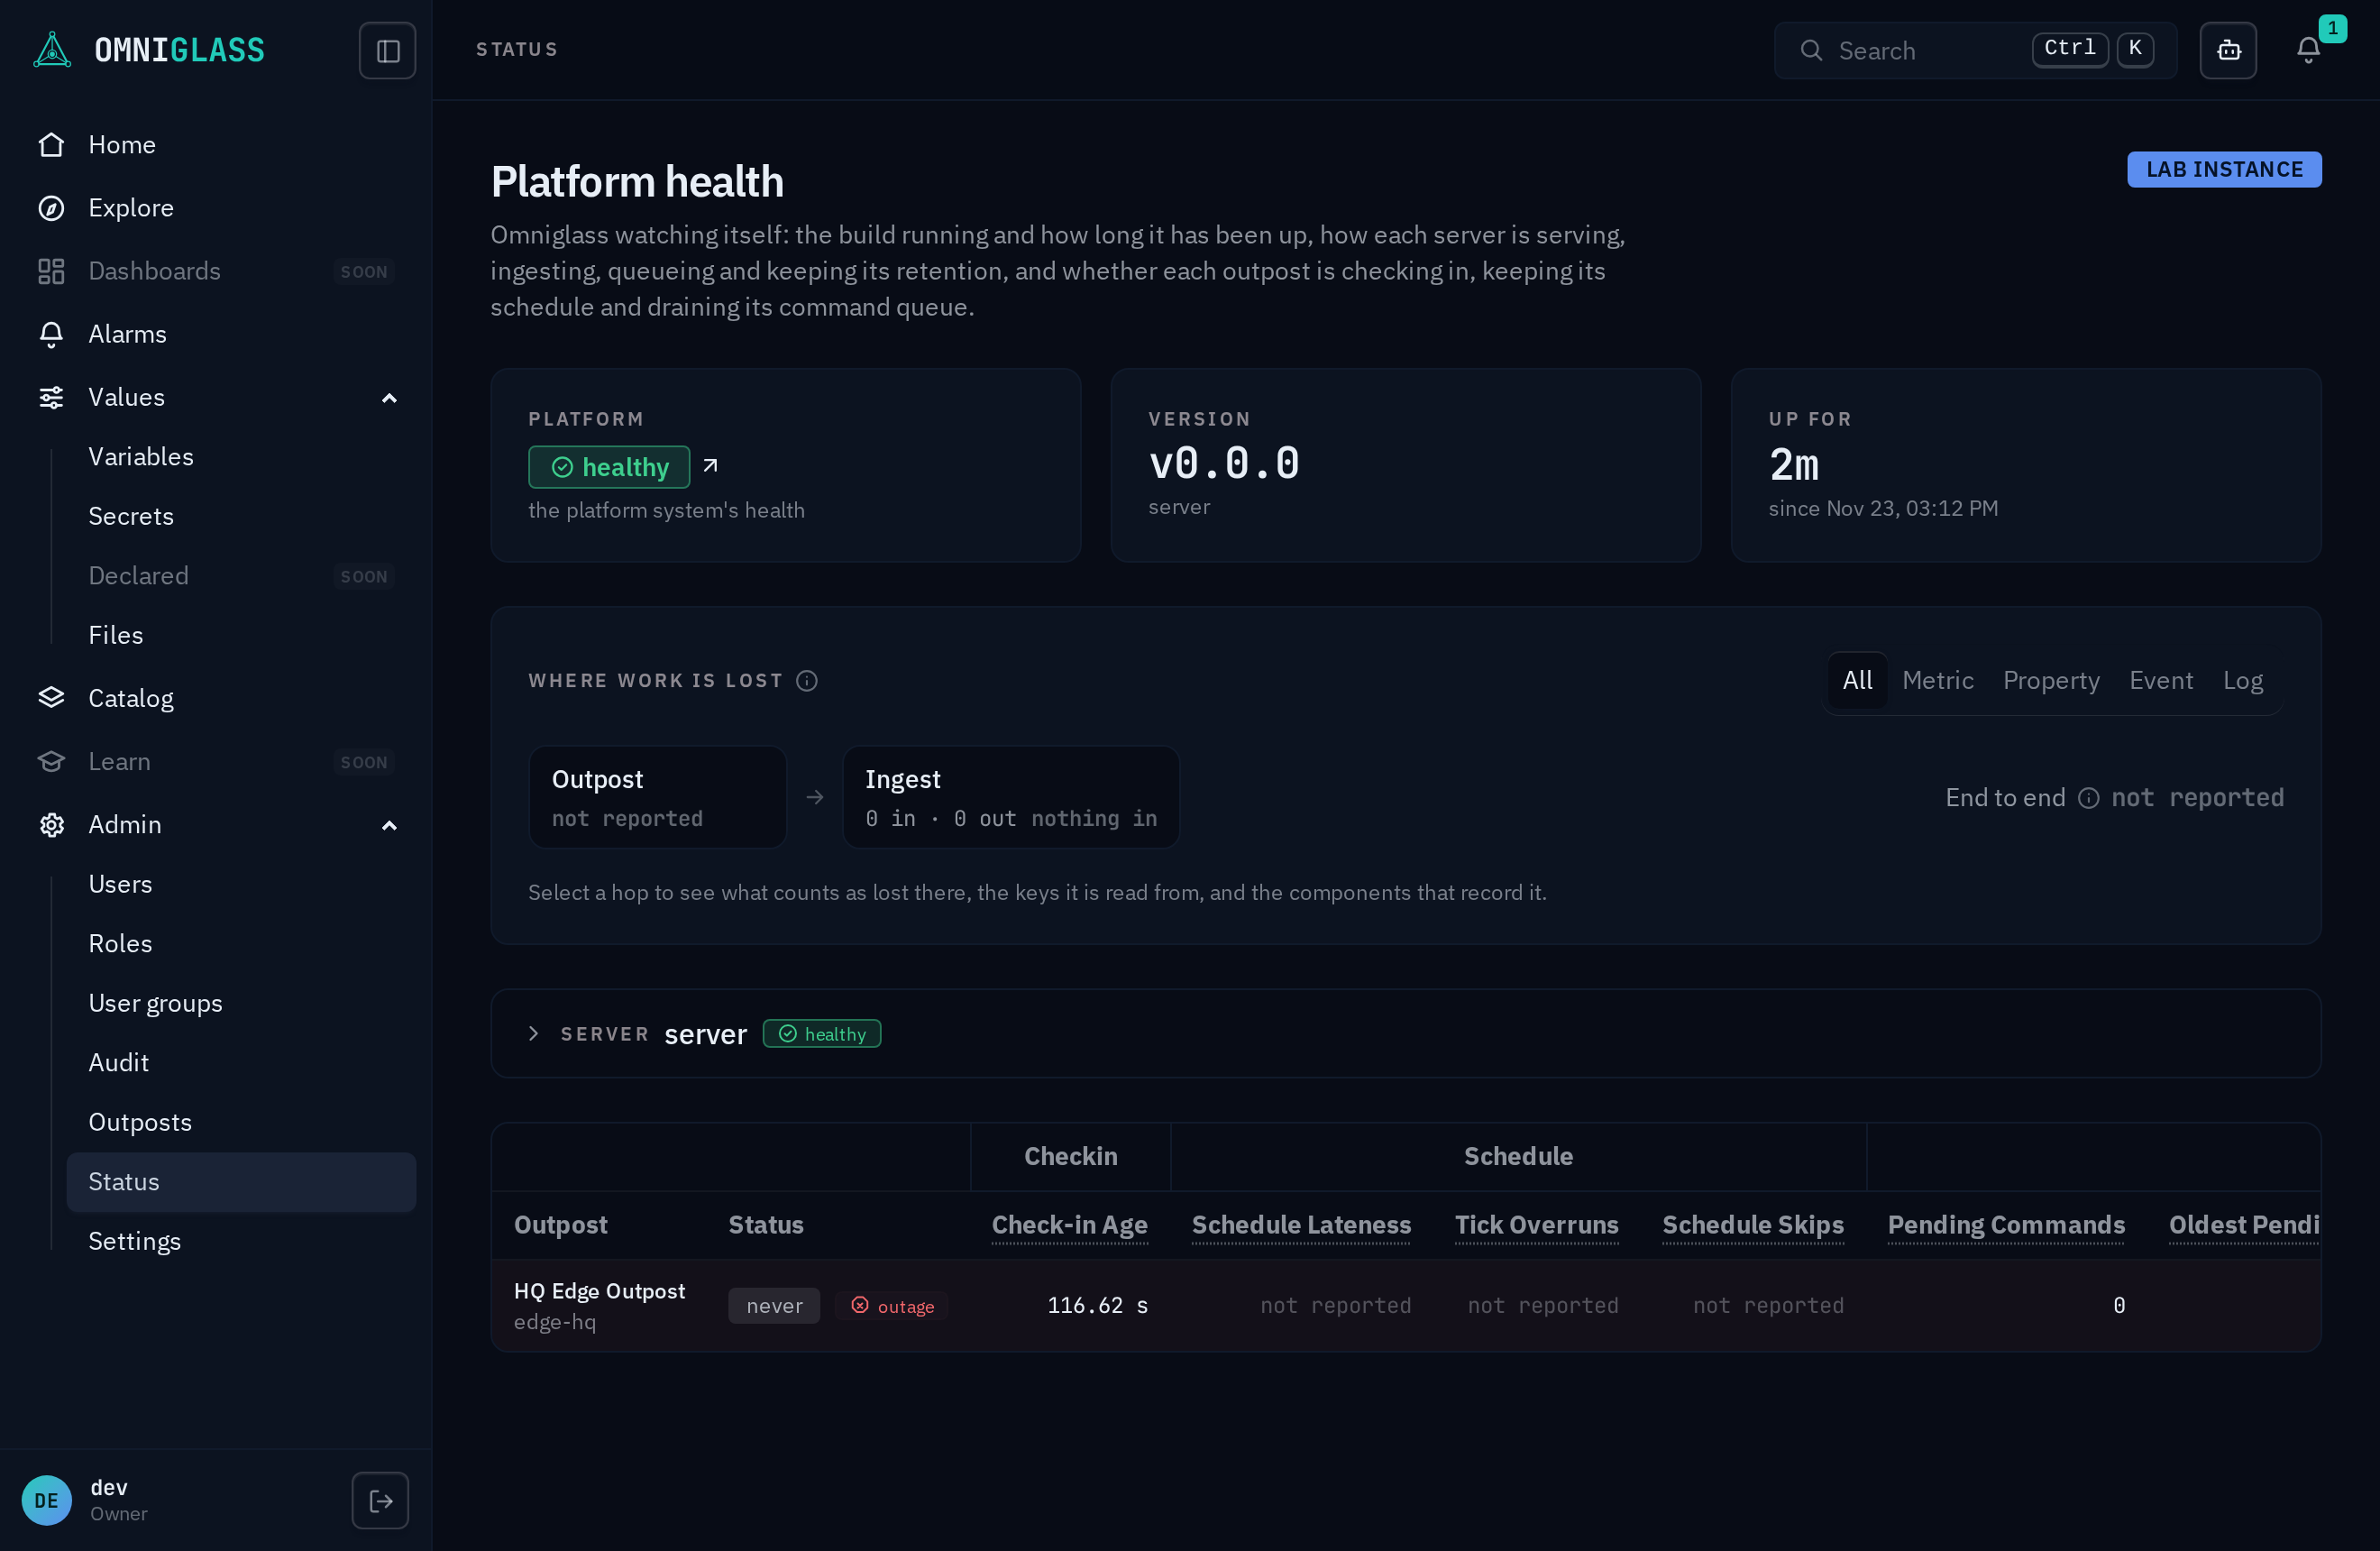 OMNIGLASS
STATUS
Search Ctrl K
1
Home
Explore
Dashboards SOON
Alarms
Values
Variables
Secrets
Declared SOON
Files
Catalog
Learn SOON
Admin
Users
Roles
User groups
Audit
Outposts
Status
Settings
DE dev
Owner
Platform health
LAB INSTANCE
Omniglass watching itself: the build running and how long it has been up, how each server is serving,
ingesting, queueing and keeping its retention, and whether each outpost is checking in, keeping its
schedule and draining its command queue.
PLATFORM
healthy
the platform system's health
VERSION
v0.0.0
server
UP FOR
2m
since Nov 23, 03:12 PM
WHERE WORK IS LOST
All Metric Property Event Log
Outpost
not reported
Ingest
0 in · 0 out nothing in
End to end not reported
Select a hop to see what counts as lost there, the keys it is read from, and the components that record it.
SERVER server healthy
Checkin Schedule
Outpost Status Check-in Age Schedule Lateness Tick Overruns Schedule Skips Pending Commands Oldest Pendi
HQ Edge Outpost
edge-hq
never outage 116.62 s not reported not reported not reported 0